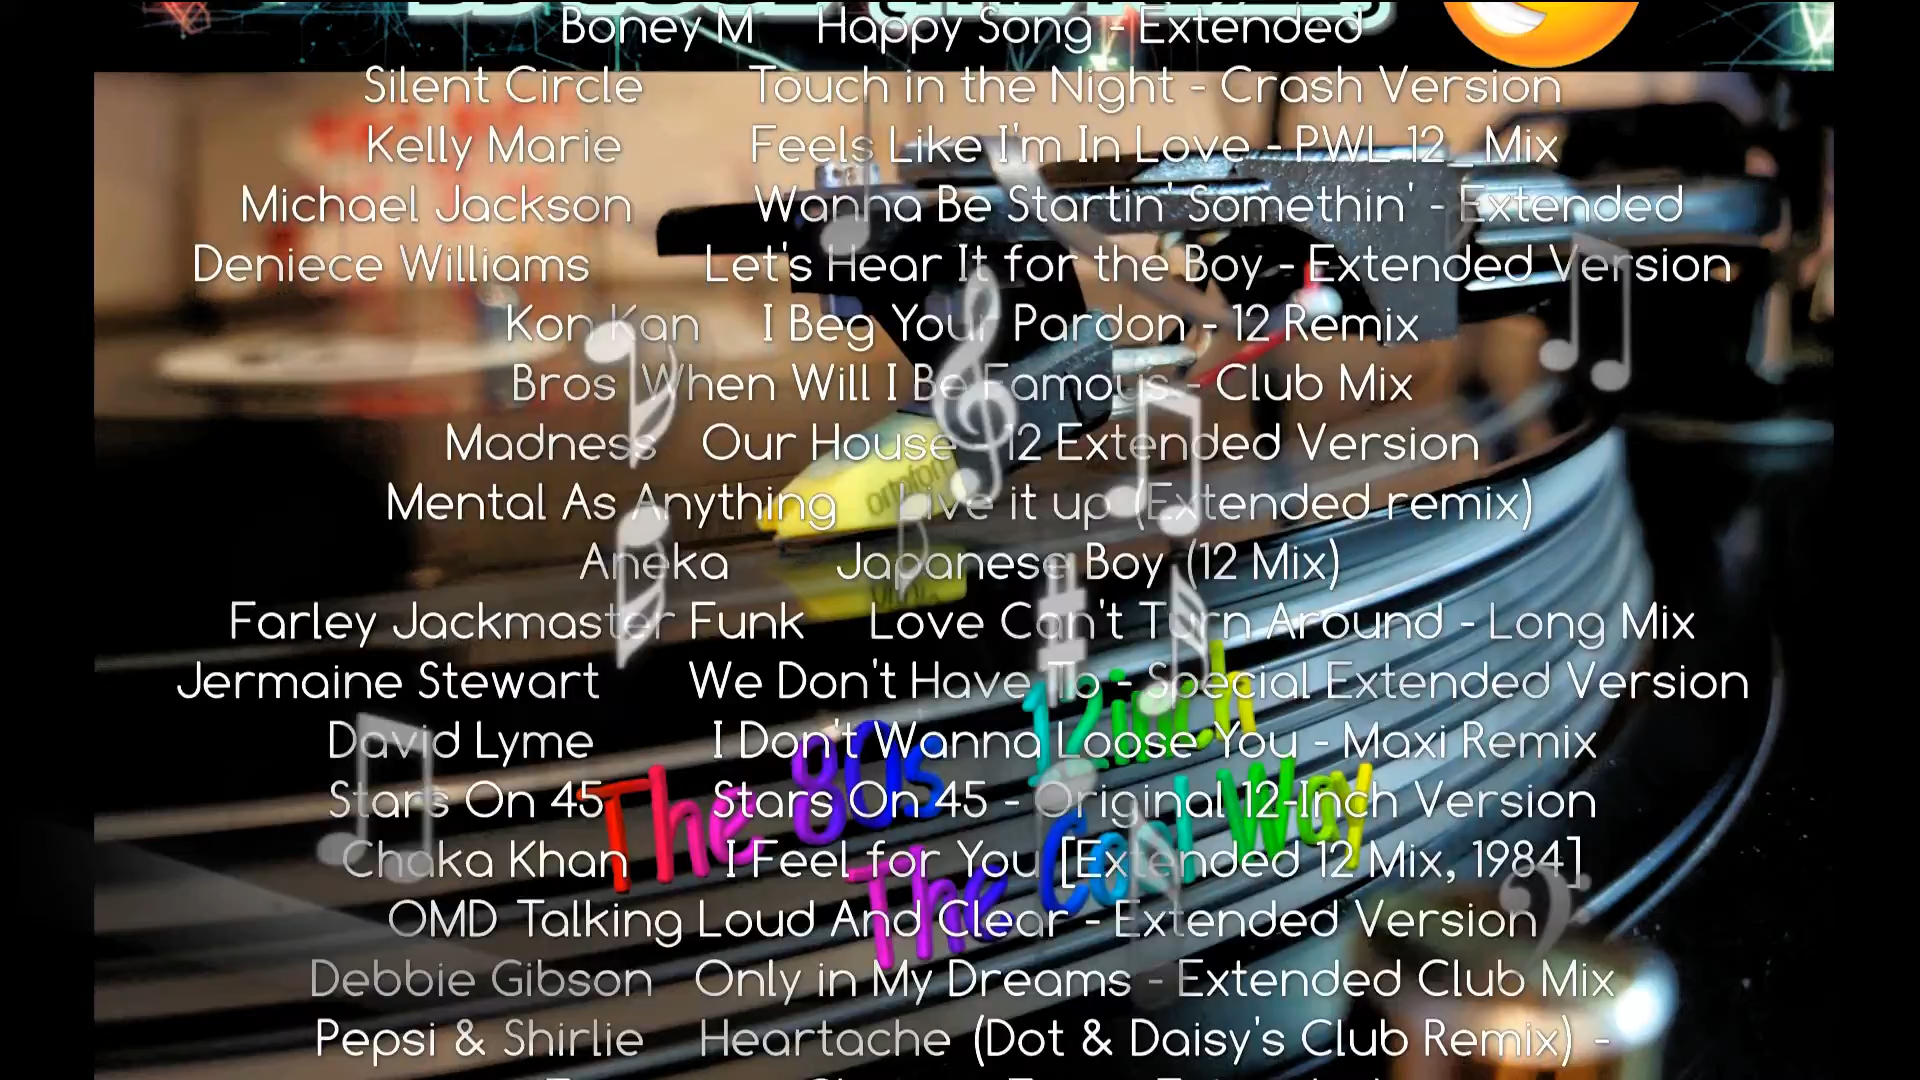 Boney M Happy Song - Extended
Silent Circle Touch in the Night - Crash Version
Kelly Marie Feels Like I'm In Love - PWL 12_ Mix
Michael Jackson Wanna Be Startin' Somethin' - Extended
Deniece Williams Let's Hear It for the Boy - Extended Version
Kon Kan I Beg Your Pardon - 12 Remix
Bros When Will I Be Famous - Club Mix
Madness Our House - 12 Extended Version
Mental As Anything Live it up (Extended remix)
ortofon
Aneka Japanese Boy (12 Mix)
Farley Jackmaster Funk Love Can't Turn Around - Long Mix
Jermaine Stewart We Don't Have To - Special Extended Version
David Lyme I Don't Wanna Loose You - Maxi Remix
The 80s 12inch
Stars On 45 Stars On 45 - Original 12-Inch Version
The Cool Way
Chaka Khan I Feel for You [Extended 12 Mix, 1984]
OMD Talking Loud And Clear - Extended Version
Debbie Gibson Only in My Dreams - Extended Club Mix
Pepsi & Shirlie Heartache (Dot & Daisy's Club Remix) -